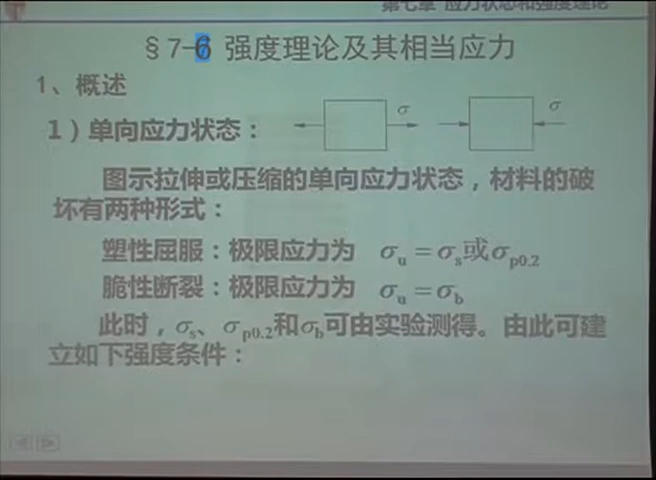 第七章 应力状态和强度理论
§7-6 强度理论及其相当应力
1、概述
1）单向应力状态：
σ
σ
图示拉伸或压缩的单向应力状态，材料的破
坏有两种形式：
塑性屈服：极限应力为 σu=σs或σp0.2
脆性断裂：极限应力为 σu=σb
此时，σs、σp0.2和σb可由实验测得。由此可建
立如下强度条件：